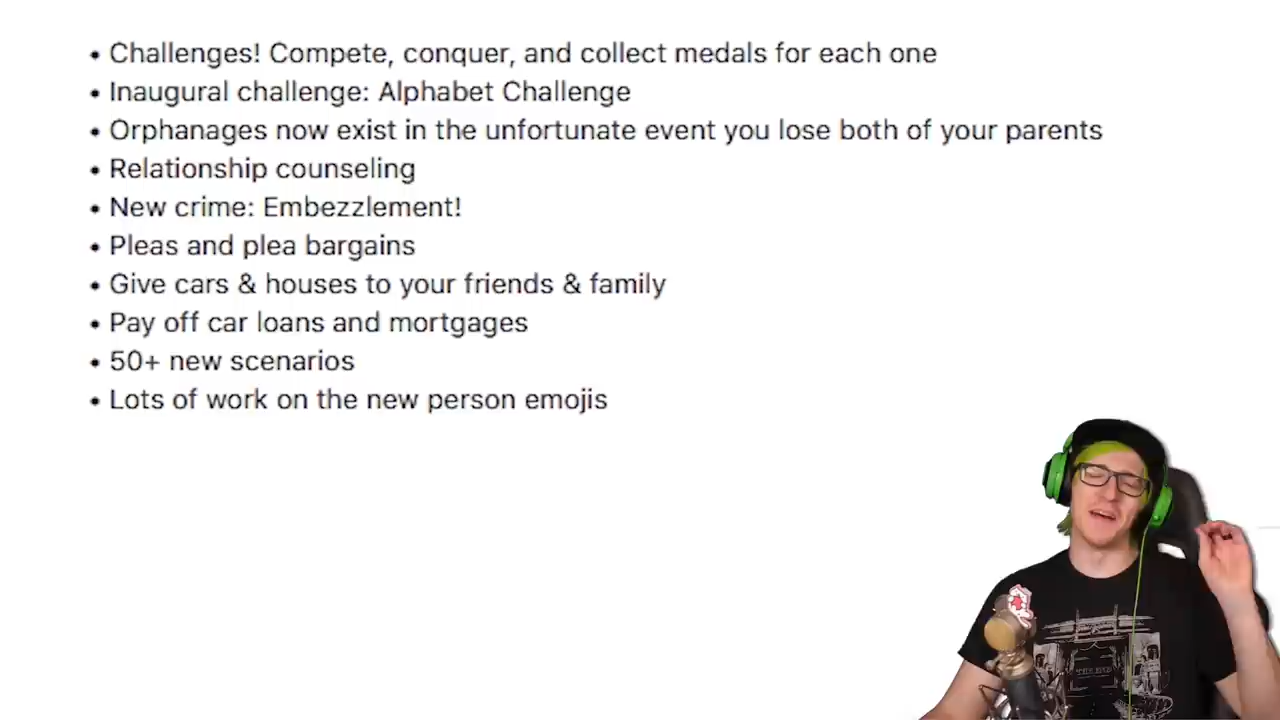 • Challenges! Compete, conquer, and collect medals for each one
• Inaugural challenge: Alphabet Challenge
• Orphanages now exist in the unfortunate event you lose both of your parents
• Relationship counseling
• New crime: Embezzlement!
• Pleas and plea bargains
• Give cars & houses to your friends & family
• Pay off car loans and mortgages
• 50+ new scenarios
• Lots of work on the new person emojis
THE END